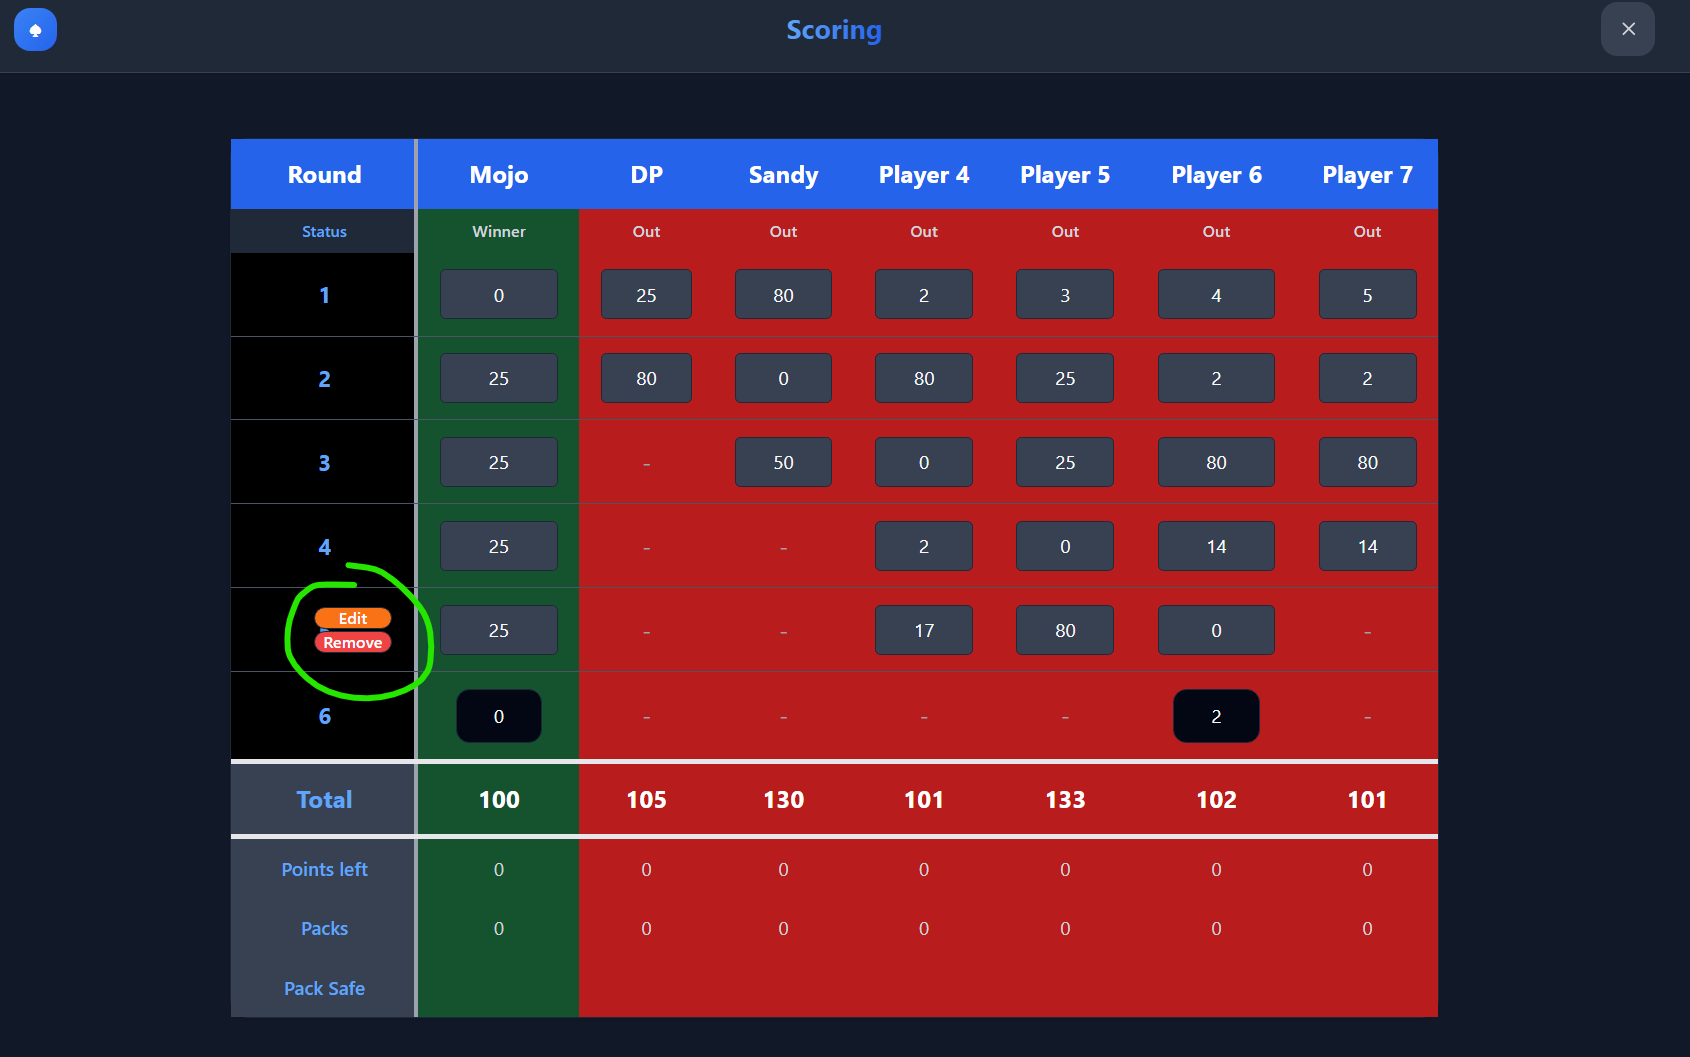 Scoring
Round Mojo DP Sandy Player 4 Player 5 Player 6 Player 7
Status Winner Out Out Out Out Out Out
1 0 25 80 2 3 4 5
2 25 80 0 80 25 2 2
3 25 - 50 0 25 80 80
4 25 - - 2 0 14 14
Edit
Remove
25 - - 17 80 0 -
6 0 - - - - 2 -
Total 100 105 130 101 133 102 101
Points left 0 0 0 0 0 0 0
Packs 0 0 0 0 0 0 0
Pack Safe